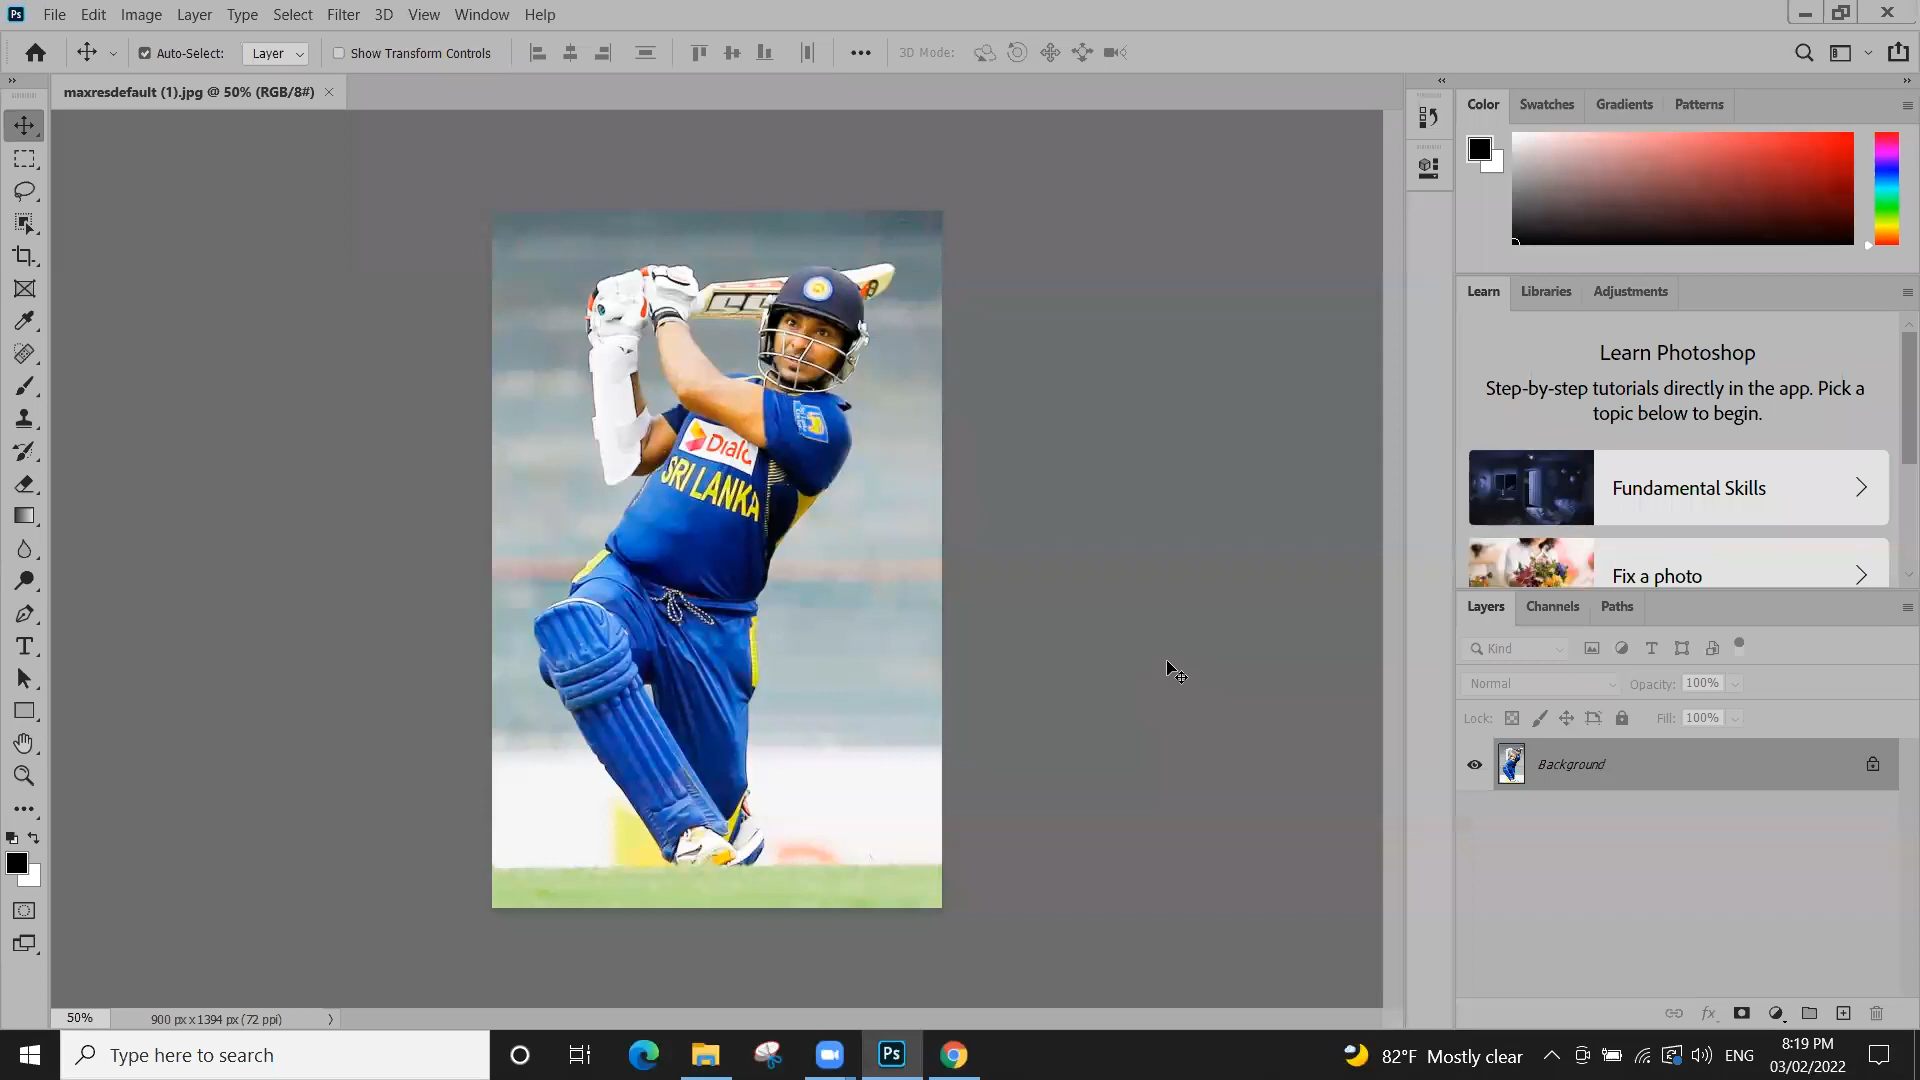 Ps File Edit Image Layer Type Select Filter 3D View Window Help
Auto-Select: Layer Show Transform Controls 3D Mode:
maxresdefault (1).jpg @ 50% (RGB/8#)
Color Swatches Gradients Patterns
Learn Libraries Adjustments
Learn Photoshop
Step-by-step tutorials directly in the app. Pick a
topic below to begin.
Fundamental Skills
Fix a photo
Dialo
SRI LANKA
Layers Channels Paths
Kind
Normal Opacity: 100%
Lock: Fill: 100%
Background
50% 900 px x 1394 px (72 ppi)
Type here to search
Ps
82°F Mostly clear
ENG
8:19 PM
03/02/2022